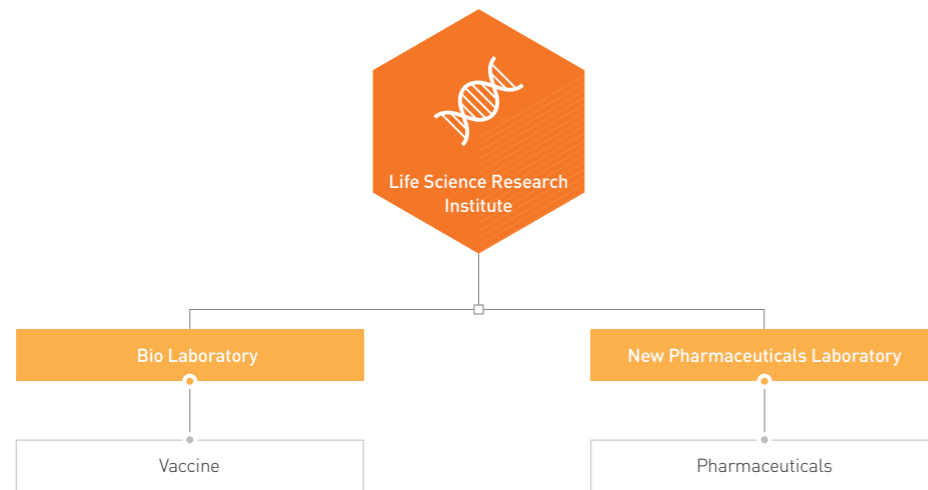 Life Science Research
Institute
Bio Laboratory
New Pharmaceuticals Laboratory
Vaccine
Pharmaceuticals